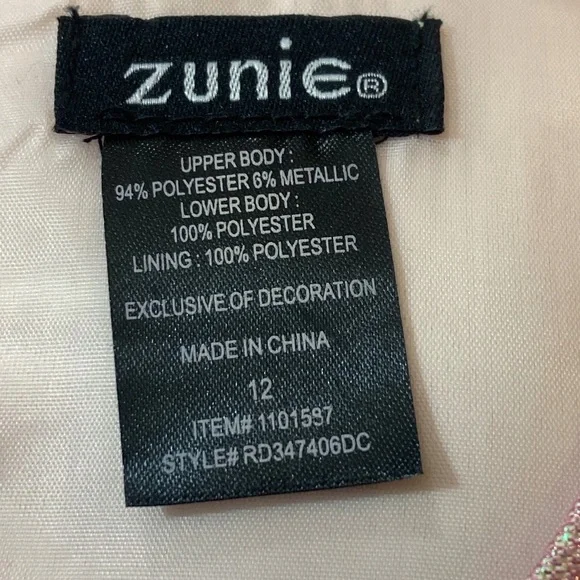 zunie®
UPPER BODY :
94% POLYESTER 6% METALLIC
LOWER BODY :
100% POLYESTER
LINING : 100% POLYESTER
EXCLUSIVE OF DECORATION
MADE IN CHINA
12
ITEM# 1101587
STYLE# RD347406DC